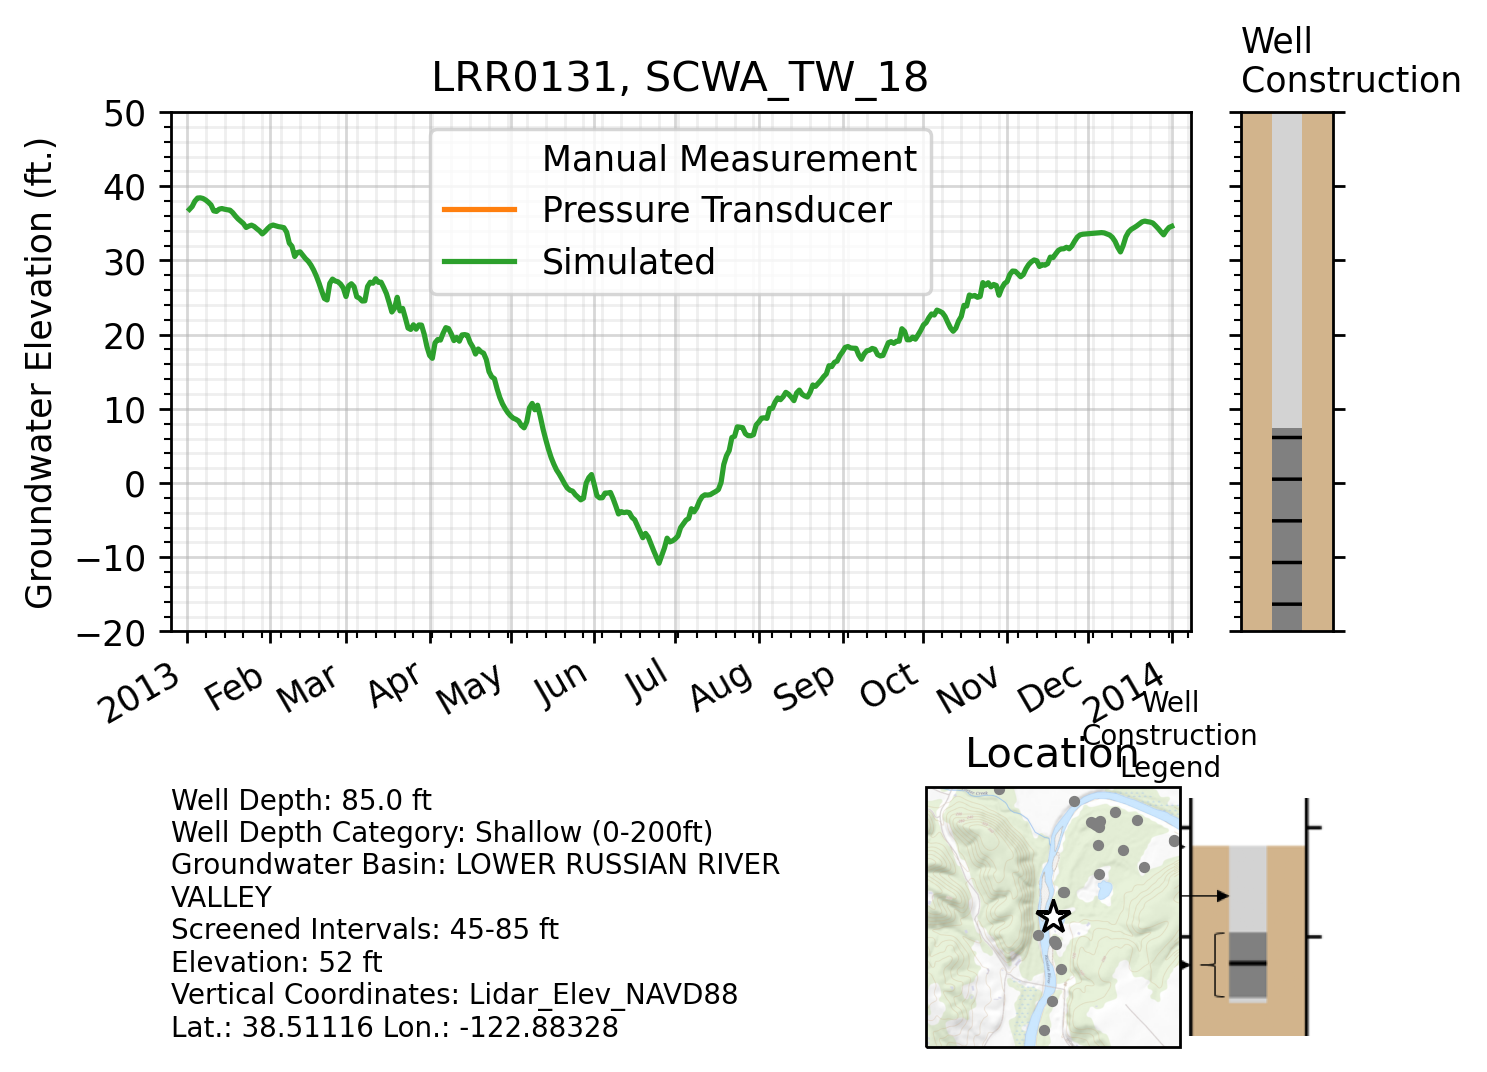 Well
Construction
LRR0131, SCWA_TW_18
Groundwater Elevation (ft.)
50
40
30
20
10
0
−10
−20
Manual Measurement
Pressure Transducer
Simulated
2013
Feb
Mar
Apr
May
Jun
Jul
Aug
Sep
Oct
Nov
Dec
2014
Well
Construction
Legend
Location
Well Depth: 85.0 ft
Well Depth Category: Shallow (0-200ft)
Groundwater Basin: LOWER RUSSIAN RIVER
VALLEY
Screened Intervals: 45-85 ft
Elevation: 52 ft
Vertical Coordinates: Lidar_Elev_NAVD88
Lat.: 38.51116 Lon.: -122.88328